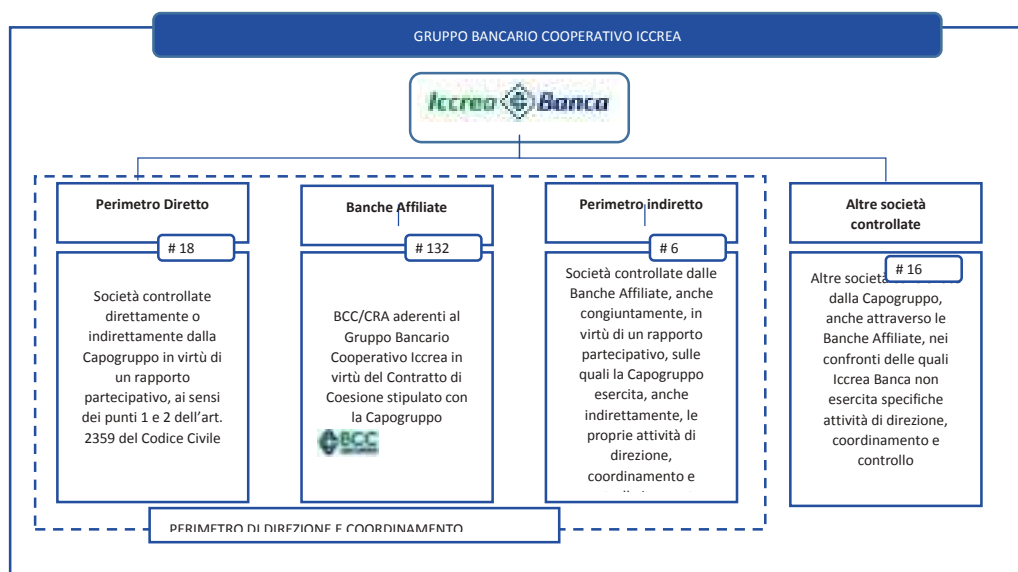 GRUPPO BANCARIO COOPERATIVO ICCREA
Iccrea Banca
Perimetro Diretto
# 18
Società controllate
direttamente o
indirettamente dalla
Capogruppo in virtù di
un rapporto
partecipativo, ai sensi
dei punti 1 e 2 dell’art.
2359 del Codice Civile
Banche Affiliate
# 132
BCC/CRA aderenti al
Gruppo Bancario
Cooperativo Iccrea in
virtù del Contratto di
Coesione stipulato con
la Capogruppo
BCC
Perimetro indiretto
# 6
Società controllate dalle
Banche Affiliate, anche
congiuntamente, in
virtù di un rapporto
partecipativo, sulle
quali la Capogruppo
esercita, anche
indirettamente, le
proprie attività di
direzione,
coordinamento e
Altre società
controllate
# 16
Altre società
dalla Capogruppo,
anche attraverso le
Banche Affiliate, nei
confronti delle quali
Iccrea Banca non
esercita specifiche
attività di direzione,
coordinamento e
controllo
PERIMETRO DI DIREZIONE E COORDINAMENTO